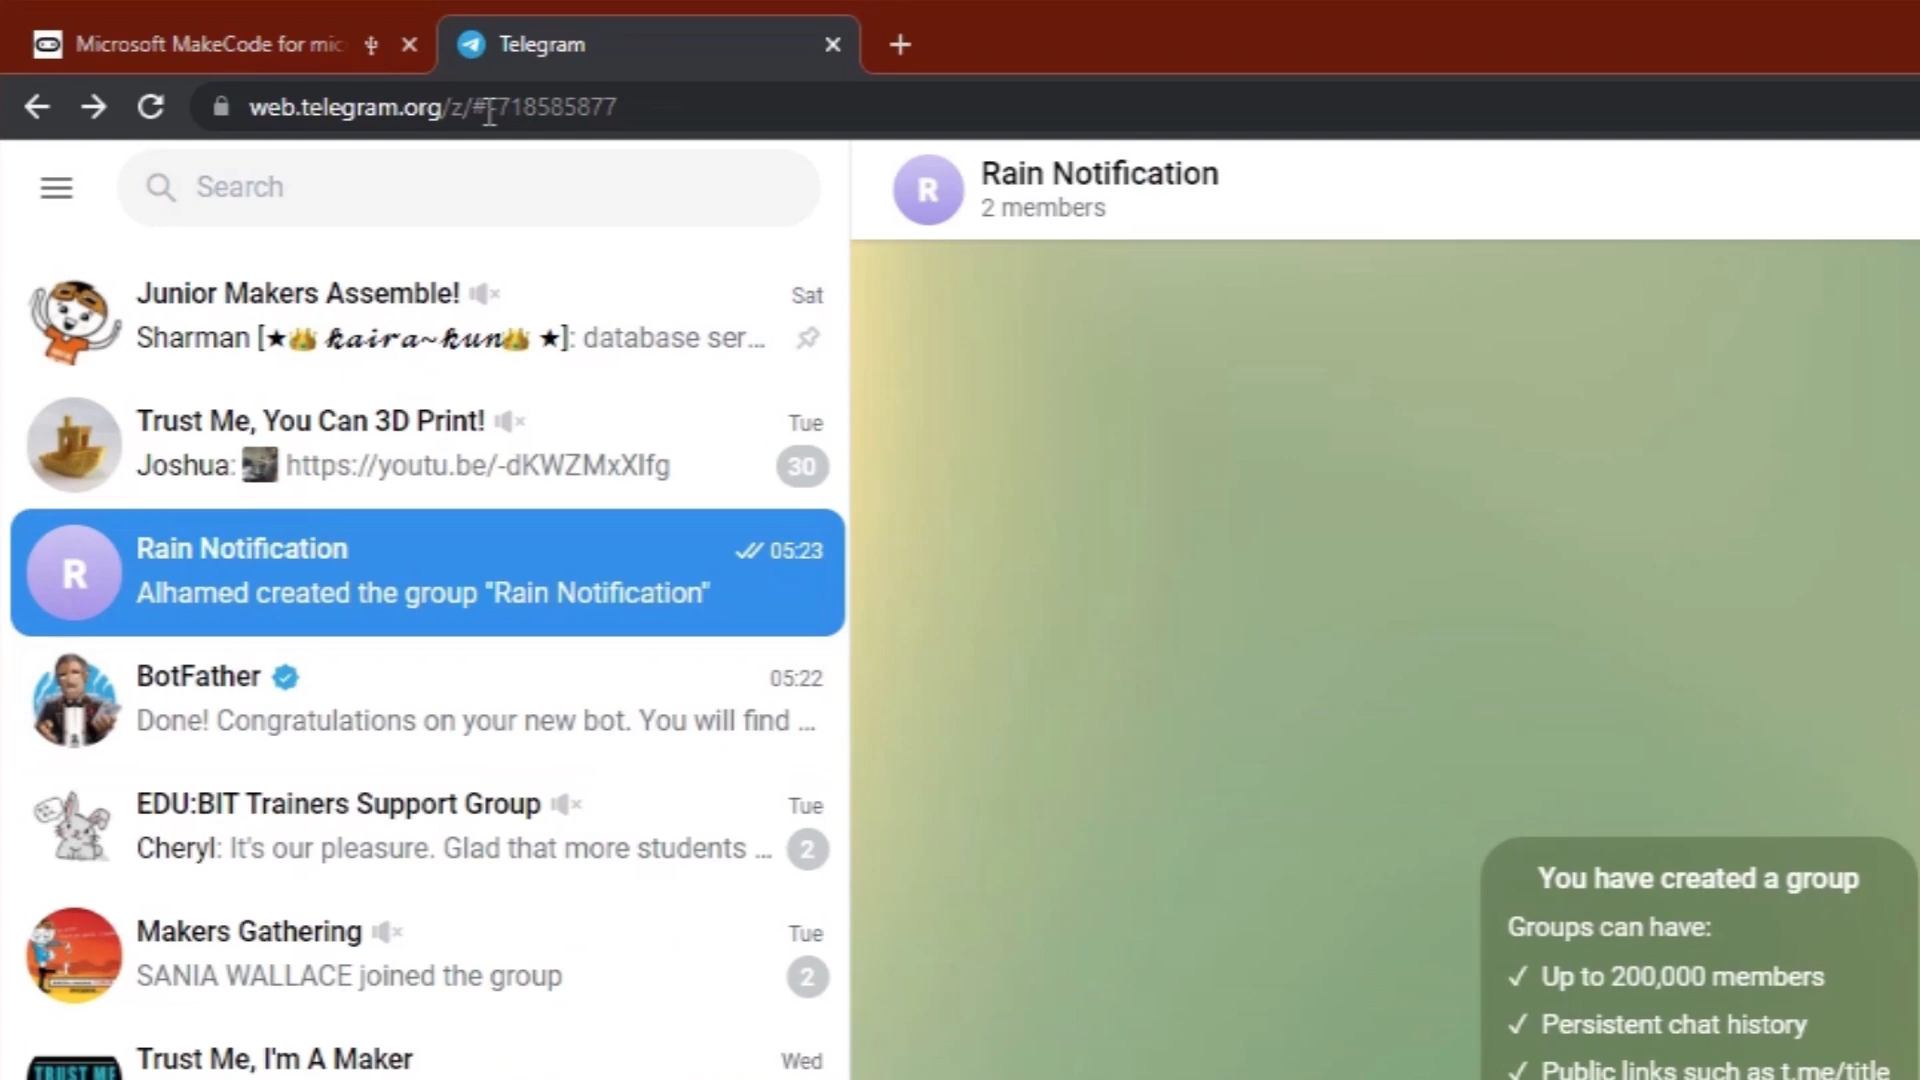 Microsoft MakeCode for mic
Telegram
web.telegram.org/z/#-718585877
Search
Rain Notification
2 members
Junior Makers Assemble!
Sat
Sharman [★👑 𝓴𝓪𝓲𝓻𝓪~𝓴𝓾𝓷👑 ★]: database ser...
Trust Me, You Can 3D Print!
Tue
Joshua: https://youtu.be/-dKWZMxXIfg
30
R
Rain Notification
05:23
Alhamed created the group "Rain Notification"
R
BotFather
05:22
Done! Congratulations on your new bot. You will find ...
EDU:BIT Trainers Support Group
Tue
Cheryl: It's our pleasure. Glad that more students ...
2
Makers Gathering
Tue
SANIA WALLACE joined the group
2
Trust Me, I'm A Maker
Wed
TRUST ME
You have created a group
Groups can have:
✓ Up to 200,000 members
✓ Persistent chat history
✓ Public links such as t.me/title